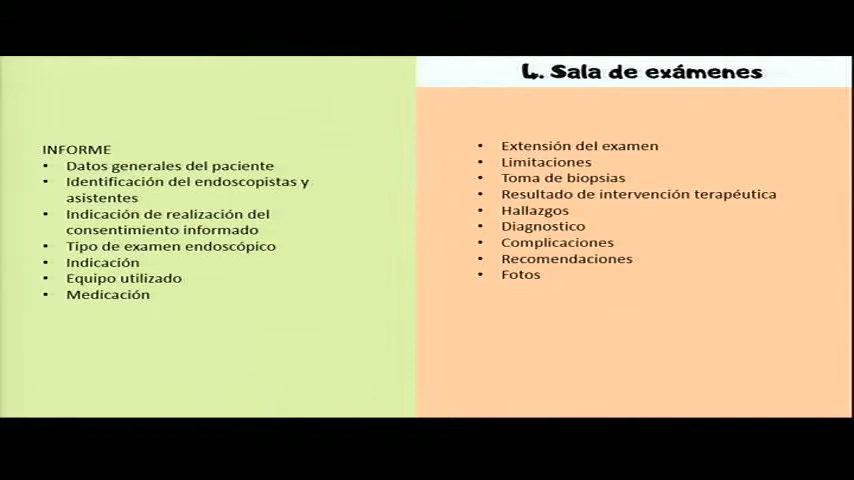 4. Sala de exámenes
INFORME
• Datos generales del paciente
• Identificación del endoscopistas y
asistentes
• Indicación de realización del
consentimiento informado
• Tipo de examen endoscópico
• Indicación
• Equipo utilizado
• Medicación
• Extensión del examen
• Limitaciones
• Toma de biopsias
• Resultado de intervención terapéutica
• Hallazgos
• Diagnostico
• Complicaciones
• Recomendaciones
• Fotos